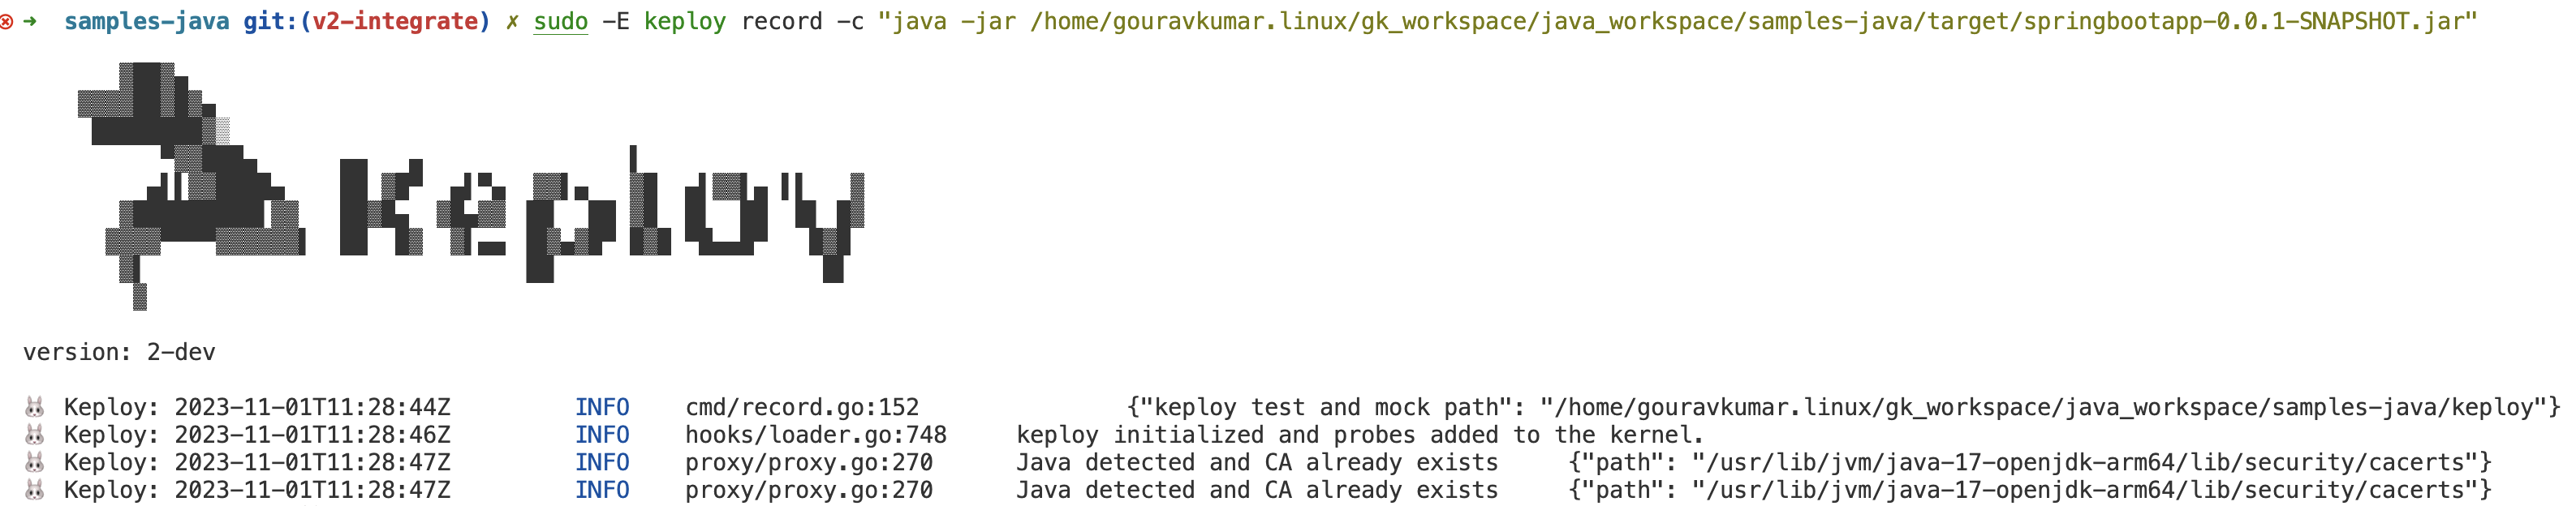 ➜ samples-java git:(v2-integrate) ✗ sudo -E keploy record -c "java -jar /home/gouravkumar.linux/gk_workspace/java_workspace/samples-java/target/springbootapp-0.0.1-SNAPSHOT.jar"
Keploy
version: 2-dev
🐰 Keploy: 2023-11-01T11:28:44Z INFO cmd/record.go:152 {"keploy test and mock path": "/home/gouravkumar.linux/gk_workspace/java_workspace/samples-java/keploy"}
🐰 Keploy: 2023-11-01T11:28:46Z INFO hooks/loader.go:748 keploy initialized and probes added to the kernel.
🐰 Keploy: 2023-11-01T11:28:47Z INFO proxy/proxy.go:270 Java detected and CA already exists {"path": "/usr/lib/jvm/java-17-openjdk-arm64/lib/security/cacerts"}
🐰 Keploy: 2023-11-01T11:28:47Z INFO proxy/proxy.go:270 Java detected and CA already exists {"path": "/usr/lib/jvm/java-17-openjdk-arm64/lib/security/cacerts"}